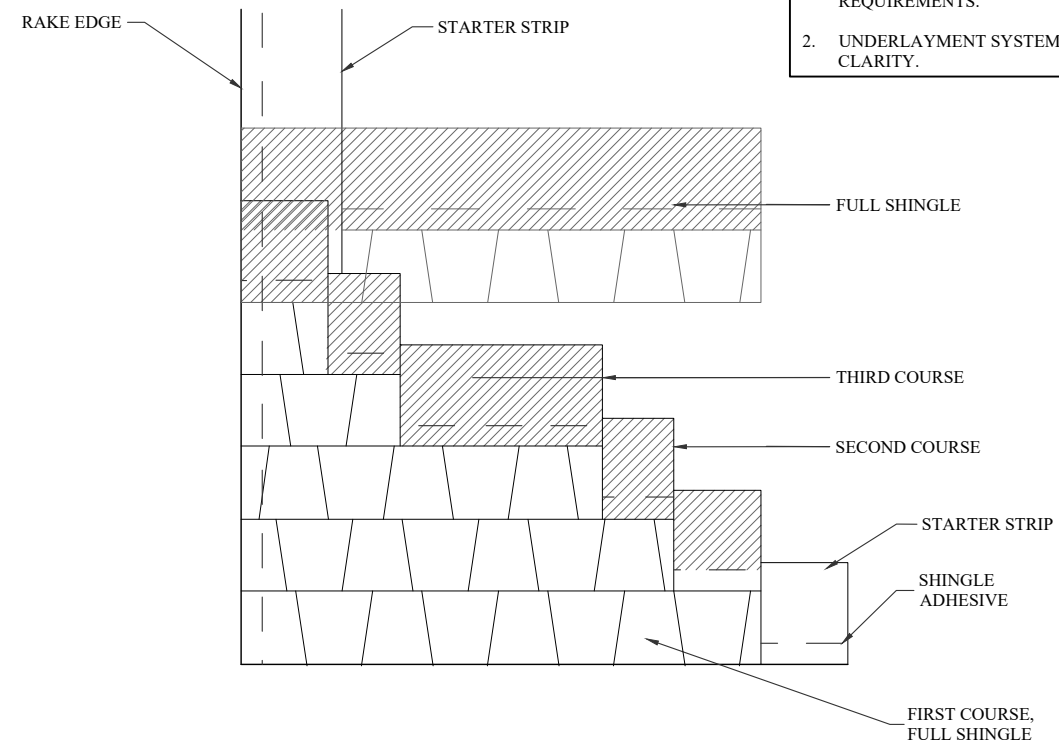 REQUIREMENTS.
2. UNDERLAYMENT SYSTEM
CLARITY.
RAKE EDGE
STARTER STRIP
FULL SHINGLE
THIRD COURSE
SECOND COURSE
STARTER STRIP
SHINGLE
ADHESIVE
FIRST COURSE,
FULL SHINGLE